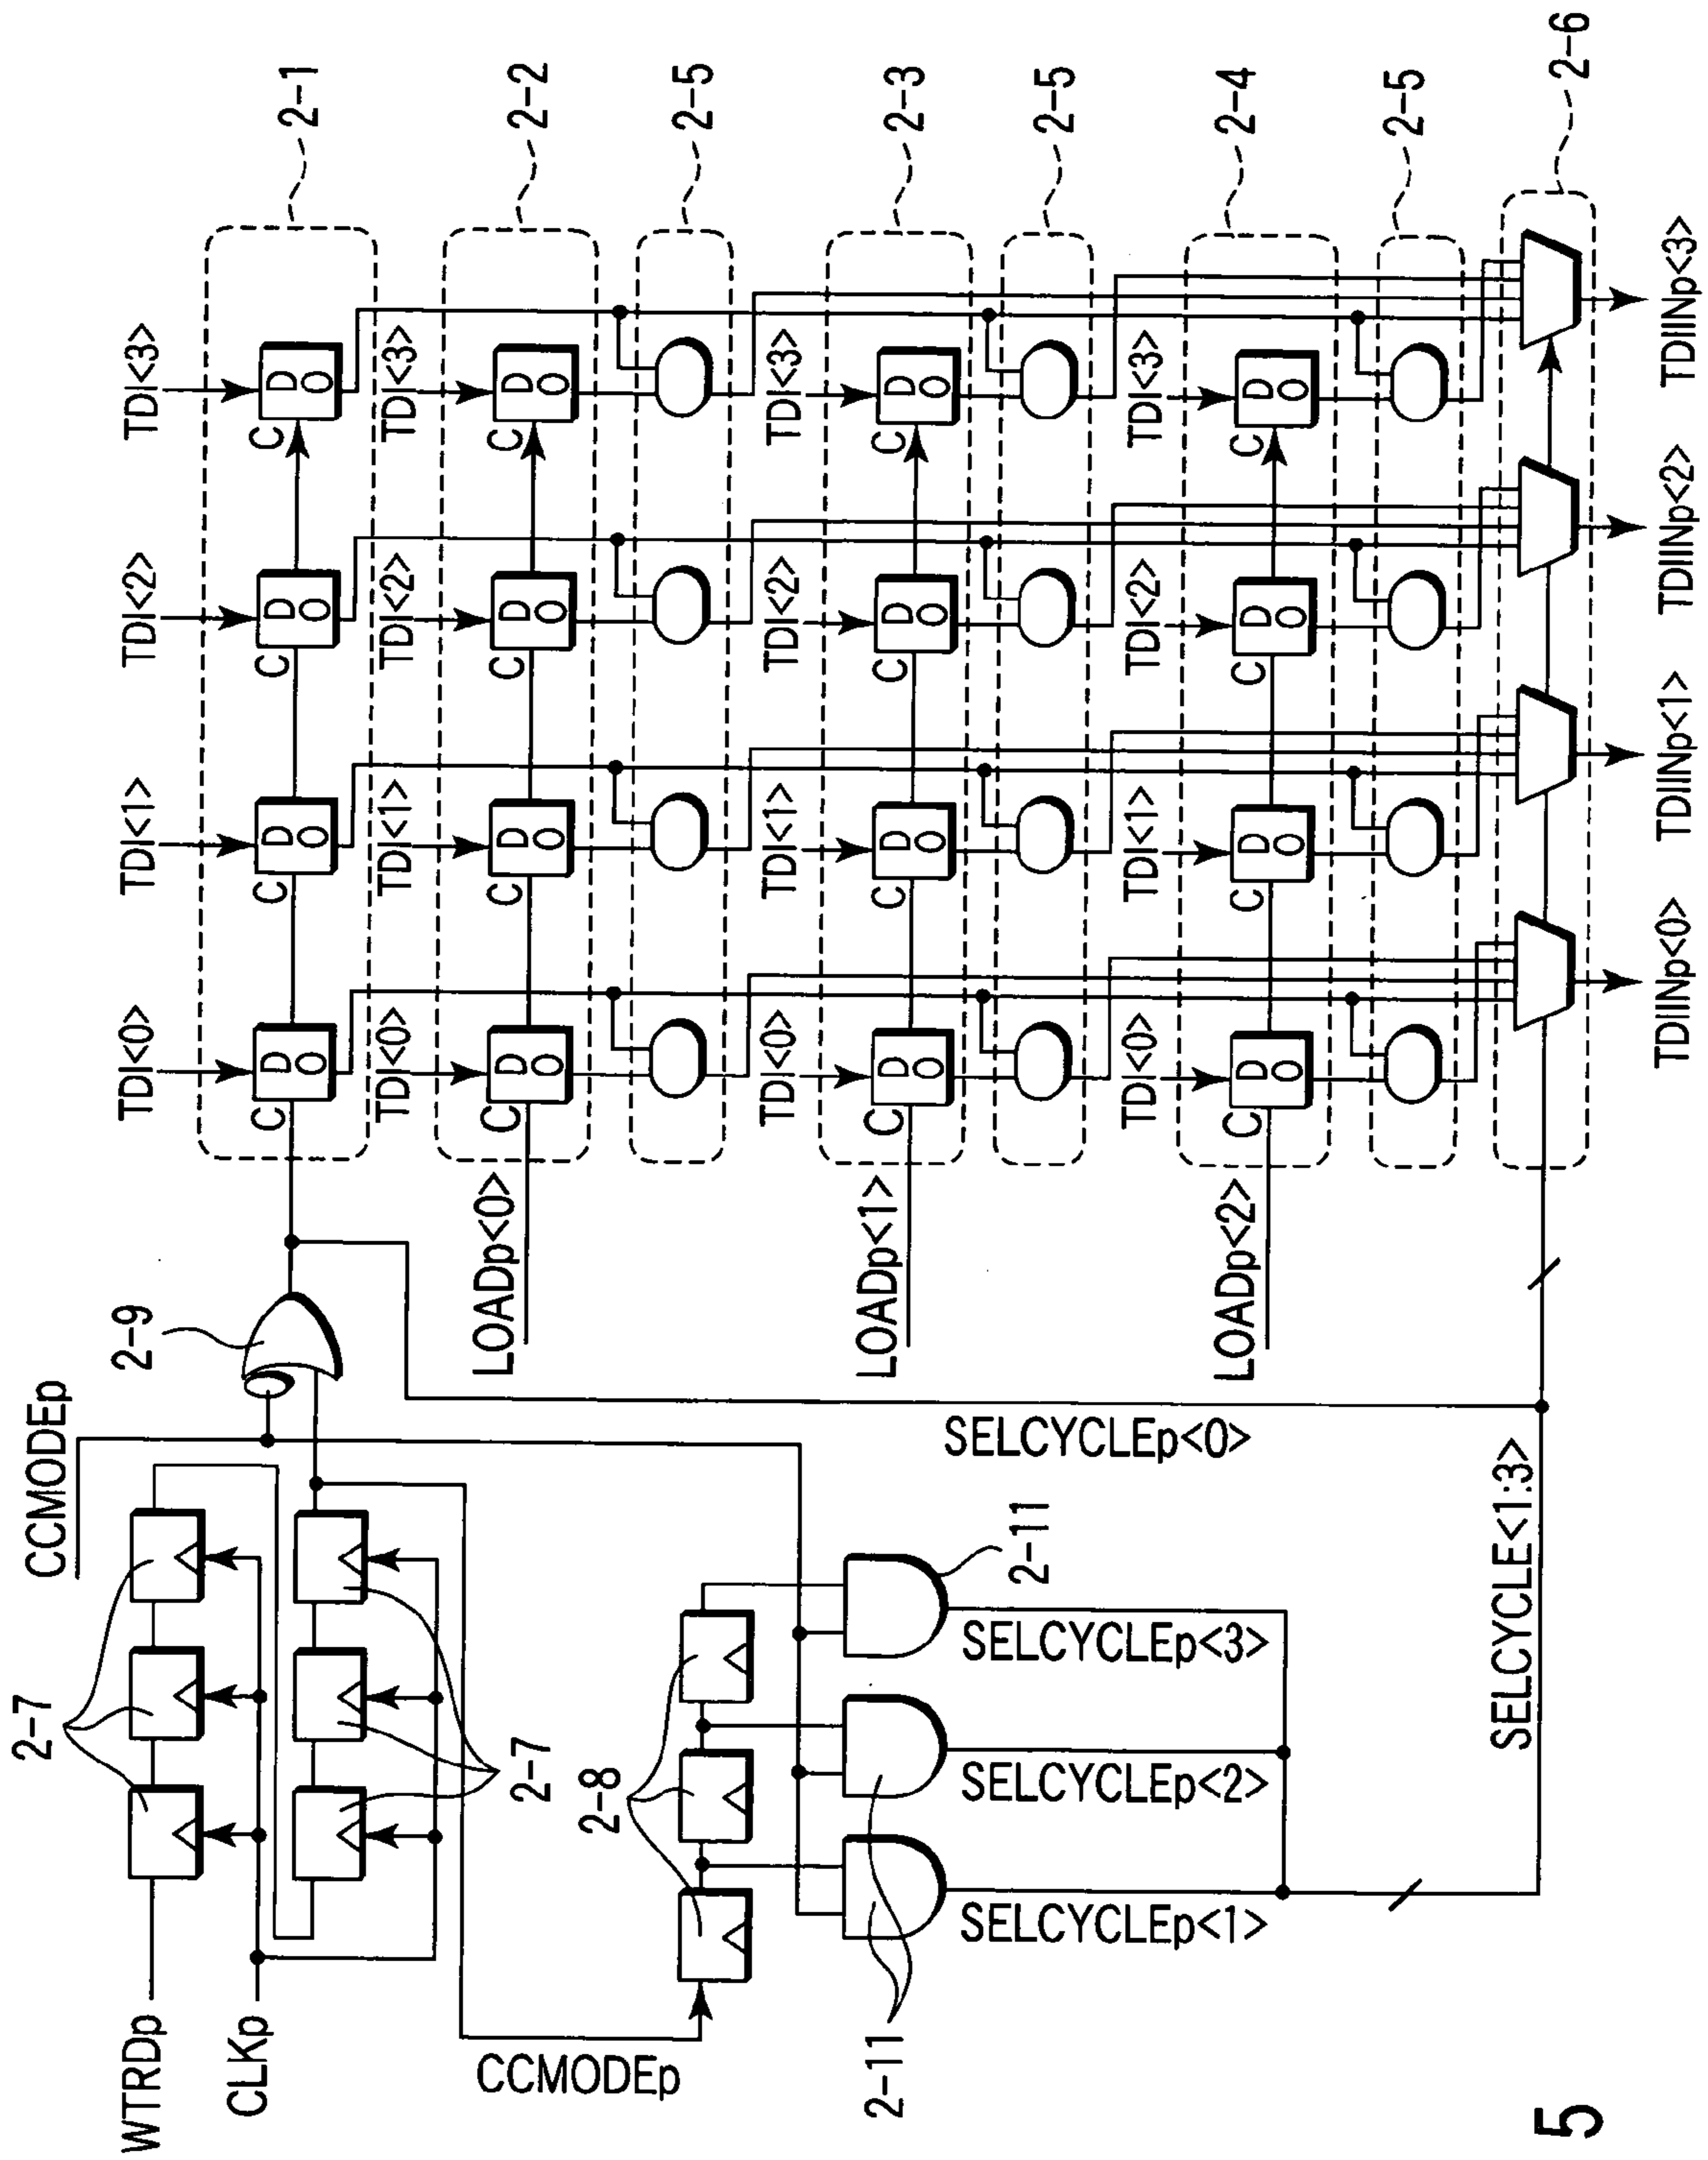 WTRDp
CLKp
2-7
2-7
CCMODEp
2-9
CCMODEp
2-8
2-11
2-11
SELCYCLEp<0>
SELCYCLEp<1>
SELCYCLEp<2>
SELCYCLEp<3>
SELCYCLE<1:3>
TDI<0>
TDI<1>
TDI<2>
TDI<3>
C D O
C D O
C D O
C D O
2-1
LOADp<0>
TDI<0>
TDI<1>
TDI<2>
TDI<3>
C D O
C D O
C D O
C D O
2-2
2-5
LOADp<1>
TDI<0>
TDI<1>
TDI<2>
TDI<3>
C D O
C D O
C D O
C D O
2-3
2-5
LOADp<2>
TDI<0>
TDI<1>
TDI<2>
TDI<3>
C D O
C D O
C D O
C D O
2-4
2-5
2-6
TDIINp<0>
TDIINp<1>
TDIINp<2>
TDIINp<3>
5